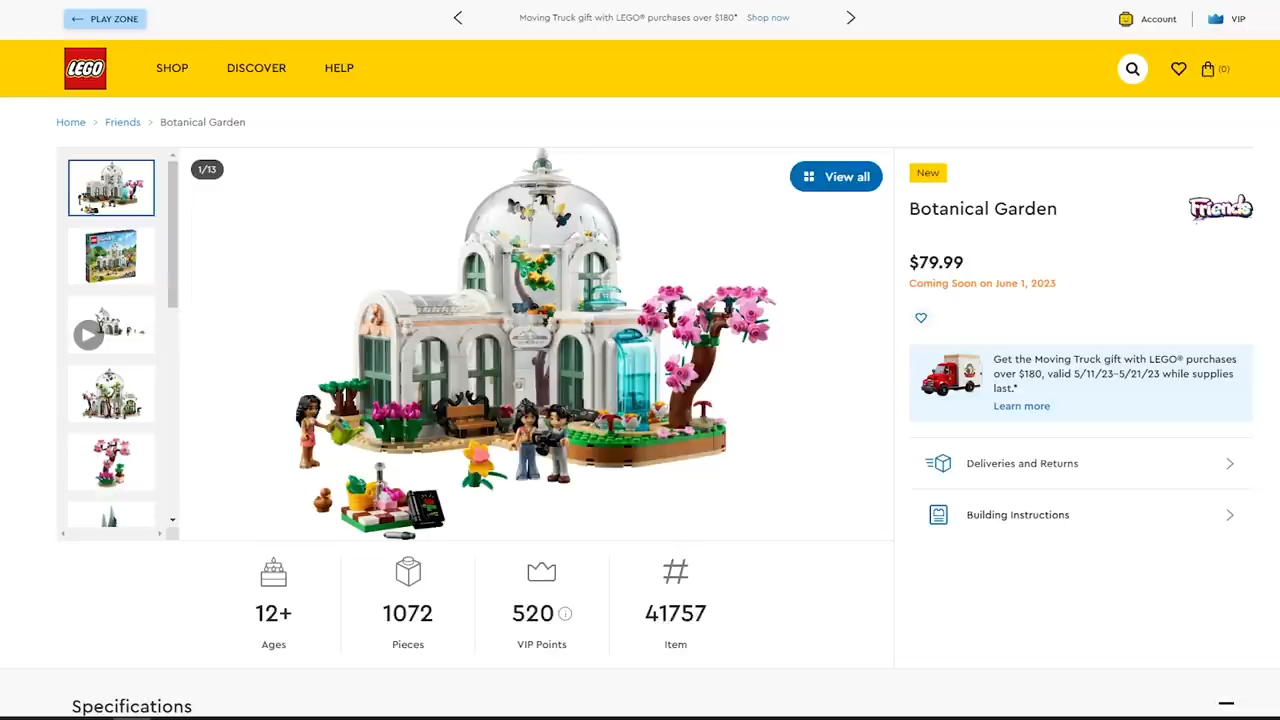 ← PLAY ZONE
Moving Truck gift with LEGO® purchases over $180* Shop now
Account
VIP
LEGO
SHOP
DISCOVER
HELP
(0)
Home > Friends > Botanical Garden
1/13
View all
New
Botanical Garden
Friends
$79.99
Coming Soon on June 1, 2023
Get the Moving Truck gift with LEGO® purchases
over $180, valid 5/11/23-5/21/23 while supplies
last.*
Learn more
Deliveries and Returns
Building Instructions
12+
Ages
1072
Pieces
520
VIP Points
41757
Item
Specifications